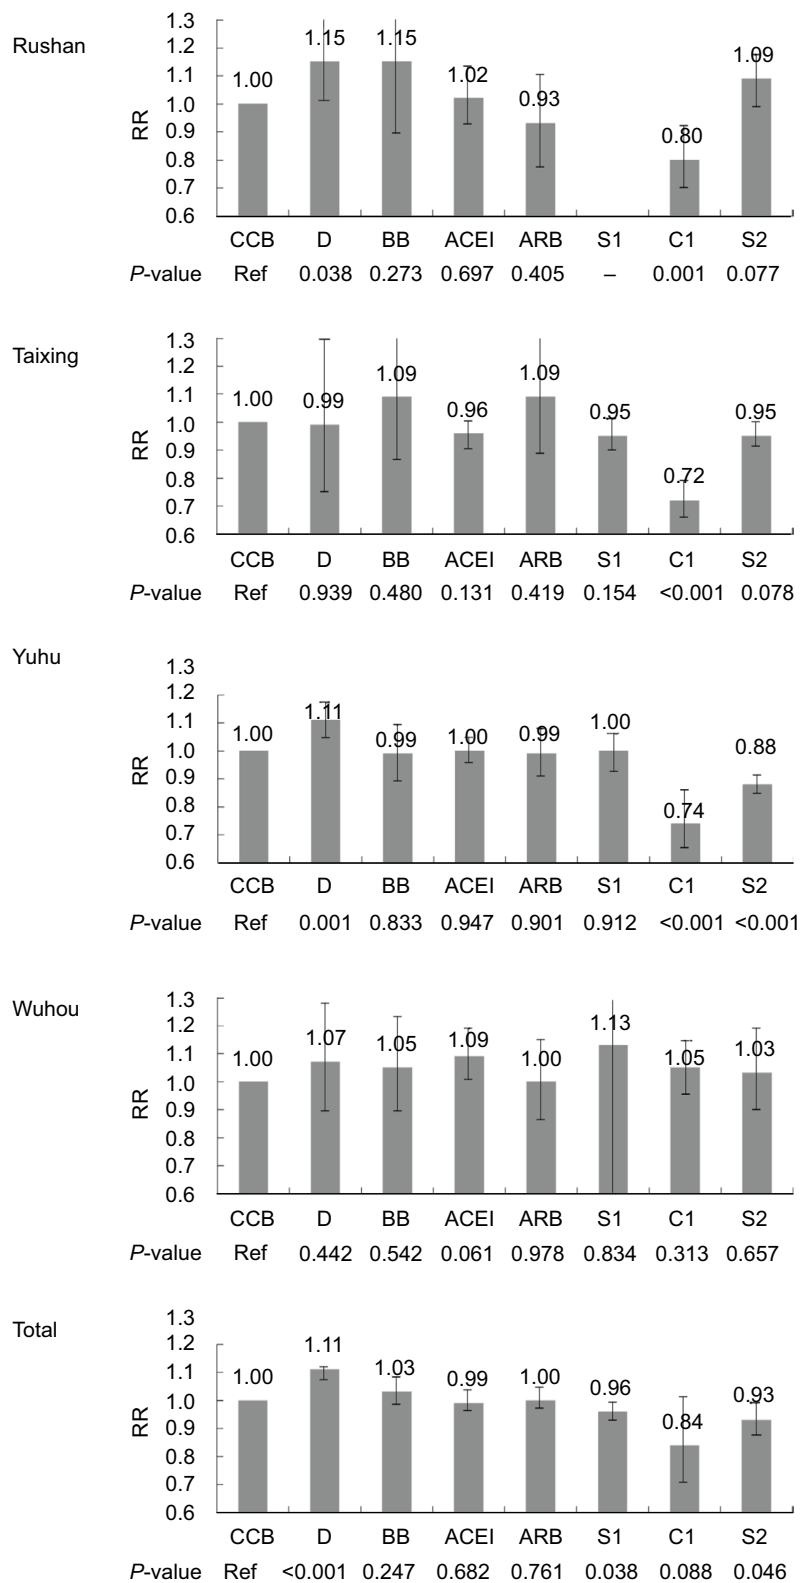 Rushan
RR
1.3
1.2
1.1
1.0
0.9
0.8
0.7
0.6
1.00 1.15 1.15 1.02 0.93 0.80 1.09
CCB D BB ACEI ARB S1 C1 S2
P-value Ref 0.038 0.273 0.697 0.405 – 0.001 0.077
Taixing
RR
1.3
1.2
1.1
1.0
0.9
0.8
0.7
0.6
1.00 0.99 1.09 0.96 1.09 0.95 0.72 0.95
CCB D BB ACEI ARB S1 C1 S2
P-value Ref 0.939 0.480 0.131 0.419 0.154 <0.001 0.078
Yuhu
RR
1.3
1.2
1.1
1.0
0.9
0.8
0.7
0.6
1.00 1.11 0.99 1.00 0.99 1.00 0.74 0.88
CCB D BB ACEI ARB S1 C1 S2
P-value Ref 0.001 0.833 0.947 0.901 0.912 <0.001 <0.001
Wuhou
RR
1.3
1.2
1.1
1.0
0.9
0.8
0.7
0.6
1.00 1.07 1.05 1.09 1.00 1.13 1.05 1.03
CCB D BB ACEI ARB S1 C1 S2
P-value Ref 0.442 0.542 0.061 0.978 0.834 0.313 0.657
Total
RR
1.3
1.2
1.1
1.0
0.9
0.8
0.7
0.6
1.00 1.11 1.03 0.99 1.00 0.96 0.84 0.93
CCB D BB ACEI ARB S1 C1 S2
P-value Ref <0.001 0.247 0.682 0.761 0.038 0.088 0.046